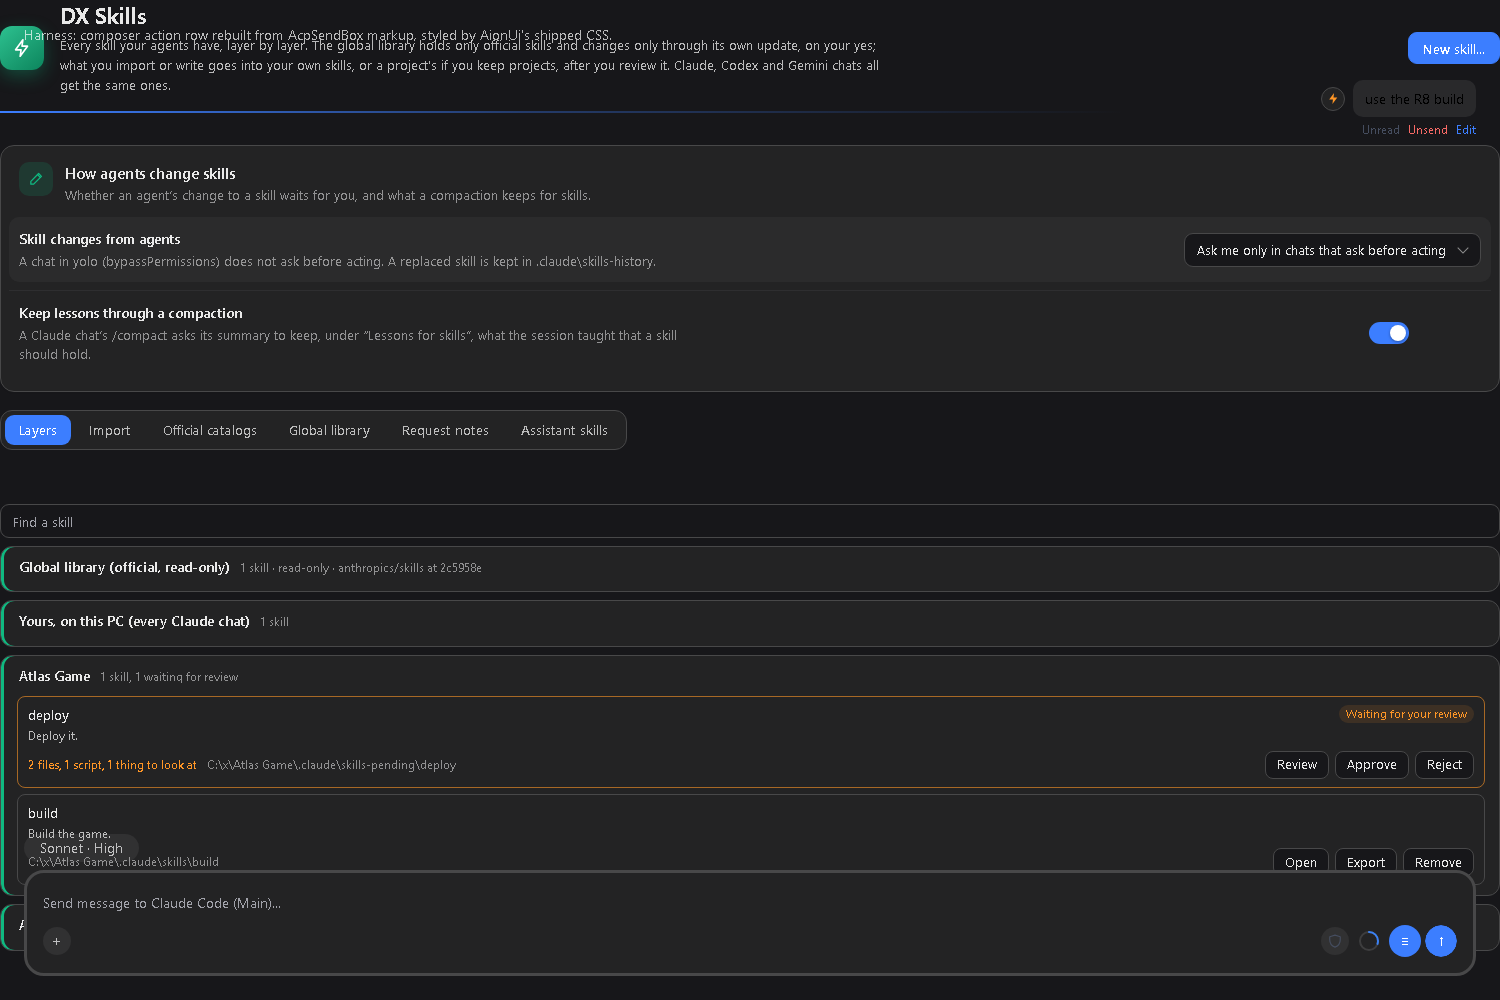 DX Skills
Harness: composer action row rebuilt from AcpSendBox markup, styled by AionUi's shipped CSS.
Every skill your agents have, layer by layer. The global library holds only official skills and changes only through its own update, on your yes;
what you import or write goes into your own skills, or a project's if you keep projects, after you review it. Claude, Codex and Gemini chats all
get the same ones.
New skill...
use the R8 build
Unread Unsend Edit
How agents change skills
Whether an agent's change to a skill waits for you, and what a compaction keeps for skills.
Skill changes from agents
A chat in yolo (bypassPermissions) does not ask before acting. A replaced skill is kept in .claude\skills-history.
Ask me only in chats that ask before acting
Keep lessons through a compaction
A Claude chat's /compact asks its summary to keep, under "Lessons for skills", what the session taught that a skill
should hold.
Layers Import Official catalogs Global library Request notes Assistant skills
Find a skill
Global library (official, read-only) 1 skill · read-only · anthropics/skills at 2c5958e
Yours, on this PC (every Claude chat) 1 skill
Atlas Game 1 skill, 1 waiting for review
deploy
Waiting for your review
Deploy it.
2 files, 1 script, 1 thing to look at C:\x\Atlas Game\.claude\skills-pending\deploy
Review Approve Reject
build
Build the game.
Sonnet · High
C:\x\Atlas Game\.claude\skills\build
Open Export Remove
Send message to Claude Code (Main)...